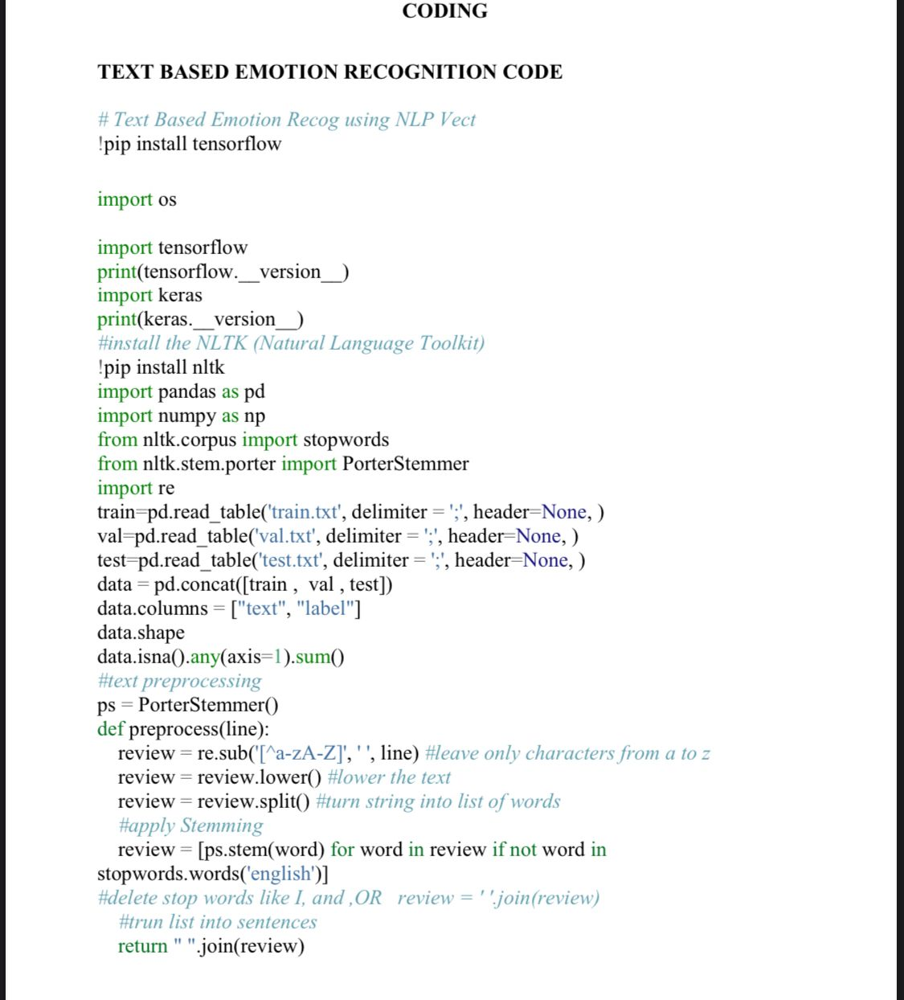 CODING
TEXT BASED EMOTION RECOGNITION CODE
# Text Based Emotion Recog using NLP Vect
!pip install tensorflow
import os
import tensorflow
print(tensorflow.__version__)
import keras
print(keras.__version__)
#install the NLTK (Natural Language Toolkit)
!pip install nltk
import pandas as pd
import numpy as np
from nltk.corpus import stopwords
from nltk.stem.porter import PorterStemmer
import re
train=pd.read_table('train.txt', delimiter = ';', header=None, )
val=pd.read_table('val.txt', delimiter = ';', header=None, )
test=pd.read_table('test.txt', delimiter = ';', header=None, )
data = pd.concat([train ,  val , test])
data.columns = ["text", "label"]
data.shape
data.isna().any(axis=1).sum()
#text preprocessing
ps = PorterStemmer()
def preprocess(line):
    review = re.sub('[^a-zA-Z]', ' ', line) #leave only characters from a to z
    review = review.lower() #lower the text
    review = review.split() #turn string into list of words
    #apply Stemming
    review = [ps.stem(word) for word in review if not word in
stopwords.words('english')]
#delete stop words like I, and ,OR   review = ' '.join(review)
    #trun list into sentences
    return " ".join(review)